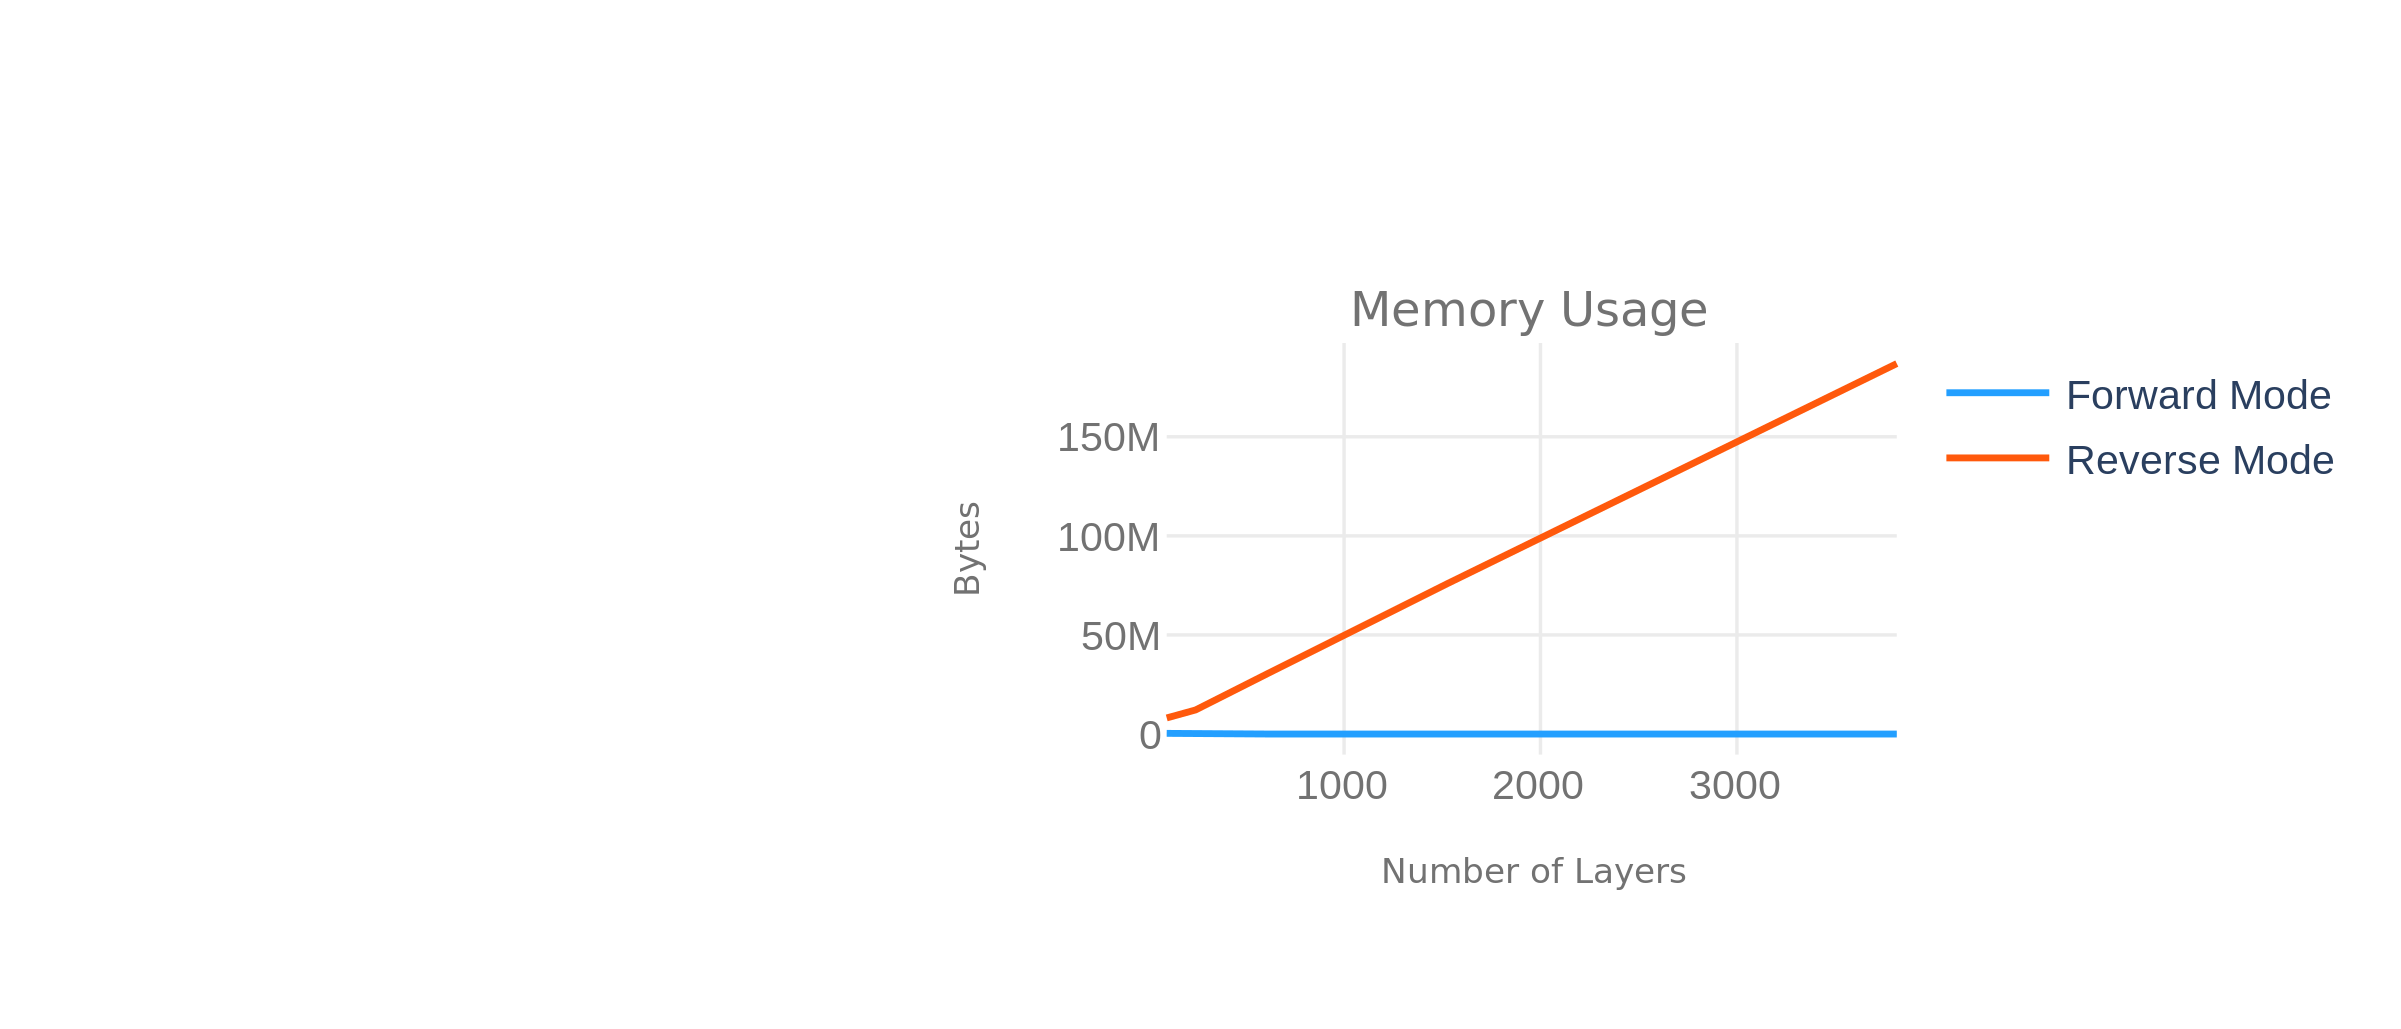 Memory Usage
Forward Mode
Reverse Mode
150M
100M
50M
0
Bytes
1000 2000 3000
Number of Layers